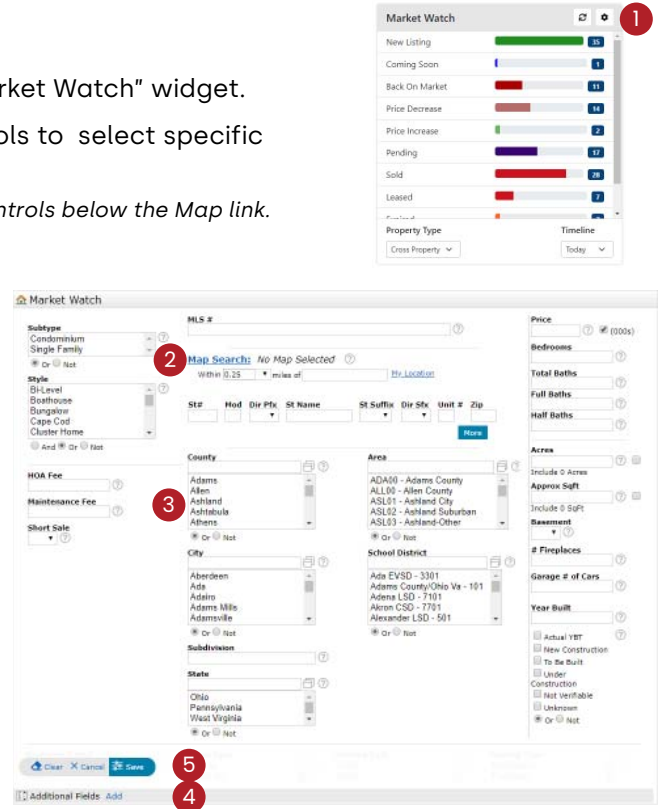 Market Watch
1
New Listing 35
Coming Soon 1
Back On Market 11
Price Decrease 14
Price Increase 2
Pending 17
Sold 28
Leased 7
Property Type Timeline
Cross Property Today
rket Watch" widget.
ols to select specific
ntrols below the Map link.
Market Watch
Subtype
Condominium
Single Family
Or Not
Style
Bi-Level
Boathouse
Bungalow
Cape Cod
Cluster Home
And Or Not
HOA Fee
Maintenance Fee
Short Sale
MLS #
2
Map Search: No Map Selected
Within 0.25 miles of My Location
St# Mod Dir Pfx St Name St Suffix Dir Sfx Unit # Zip
More
3
County
Adams
Allen
Ashland
Ashtabula
Athens
Or Not
Area
ADA00 - Adams County
ALL00 - Allen County
ASL01 - Ashland City
ASL02 - Ashland Suburban
ASL03 - Ashland-Other
Or Not
City
Aberdeen
Ada
Adairo
Adams Mills
Adamsville
Or Not
School District
Ada EVSD - 3301
Adams County/Ohio Va - 101
Adena LSD - 7101
Akron CSD - 7701
Alexander LSD - 501
Or Not
Subdivision
State
Ohio
Pennsylvania
West Virginia
Or Not
Price
(000s)
Bedrooms
Total Baths
Full Baths
Half Baths
Acres
Include 0 Acres
Approx Sqft
Include 0 SqFt
Basement
# Fireplaces
Garage # of Cars
Year Built
Actual YBT
New Construction
To Be Built
Under
Construction
Not Verifiable
Unknown
Or Not
Clear Cancel Save
5
Additional Fields Add
4